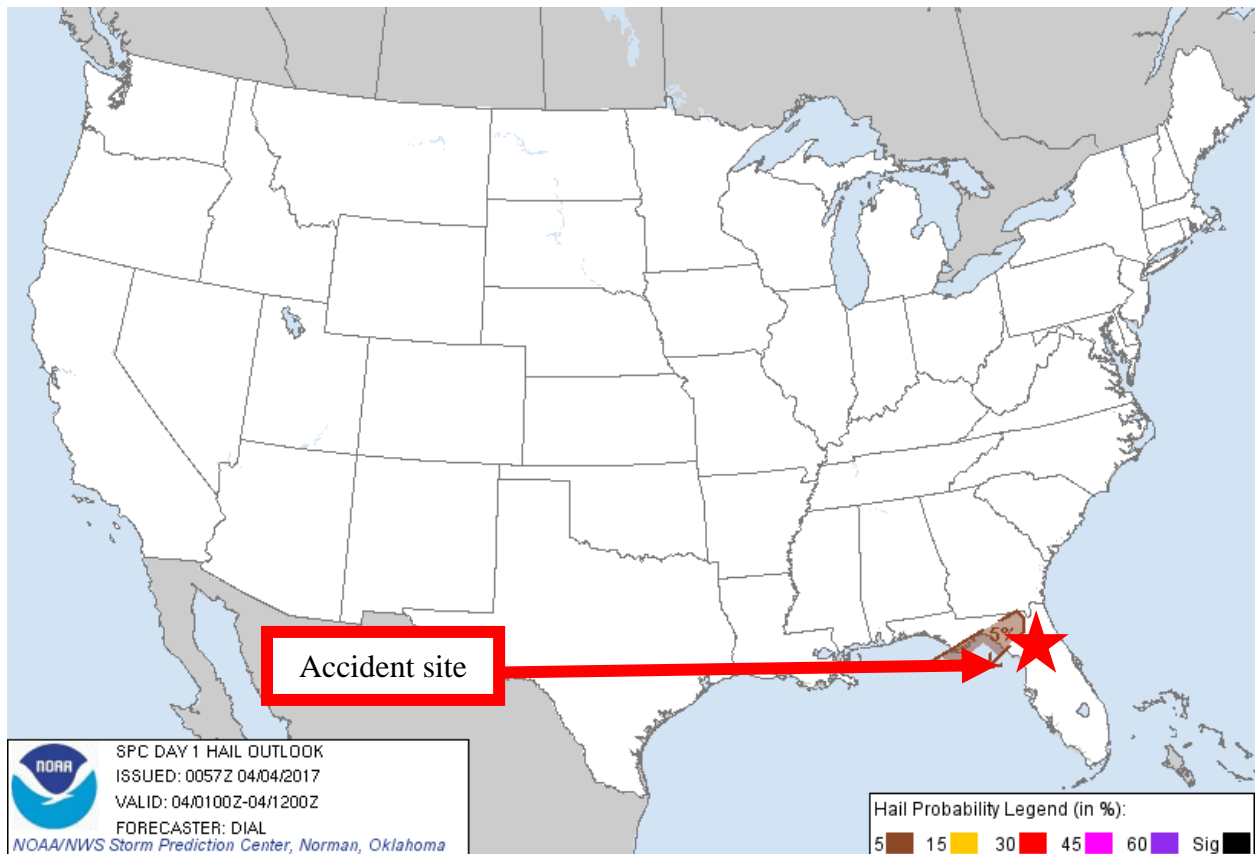 5%
Accident site
NOAA
SPC DAY 1 HAIL OUTLOOK
ISSUED: 0057Z 04/04/2017
VALID: 04/0100Z-04/1200Z
FORECASTER: DIAL
NOAA/NWS Storm Prediction Center, Norman, Oklahoma
Hail Probability Legend (in %):
5 15 30 45 60 Sig